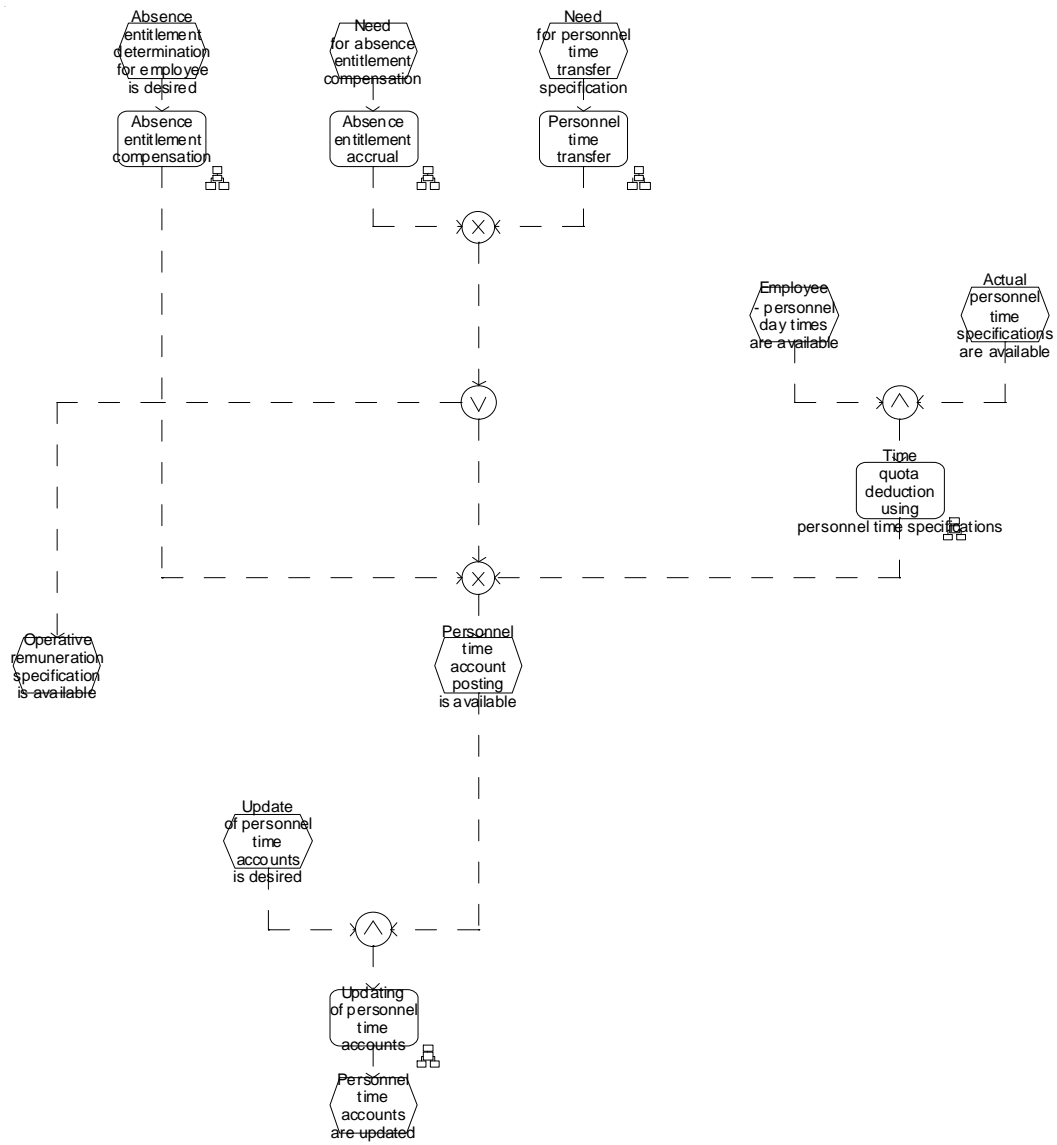 Absence
entitlement
determination
for employee
is desired
Need
for absence
entitlement
compensation
Need
for personnel
time
transfer
specification
Absence
entitlement
compensation
Absence
entitlement
accrual
Personnel
time
transfer
Employee
- personnel
day times
are available
Actual
personnel
time
specifications
are available
Time
quota
deduction
using
personnel time specifications
Operative
remuneration
specification
is available
Personnel
time
account
posting
is available
Update
of personnel
time
accounts
is desired
Updating
of personnel
time
accounts
Personnel
time
accounts
are updated